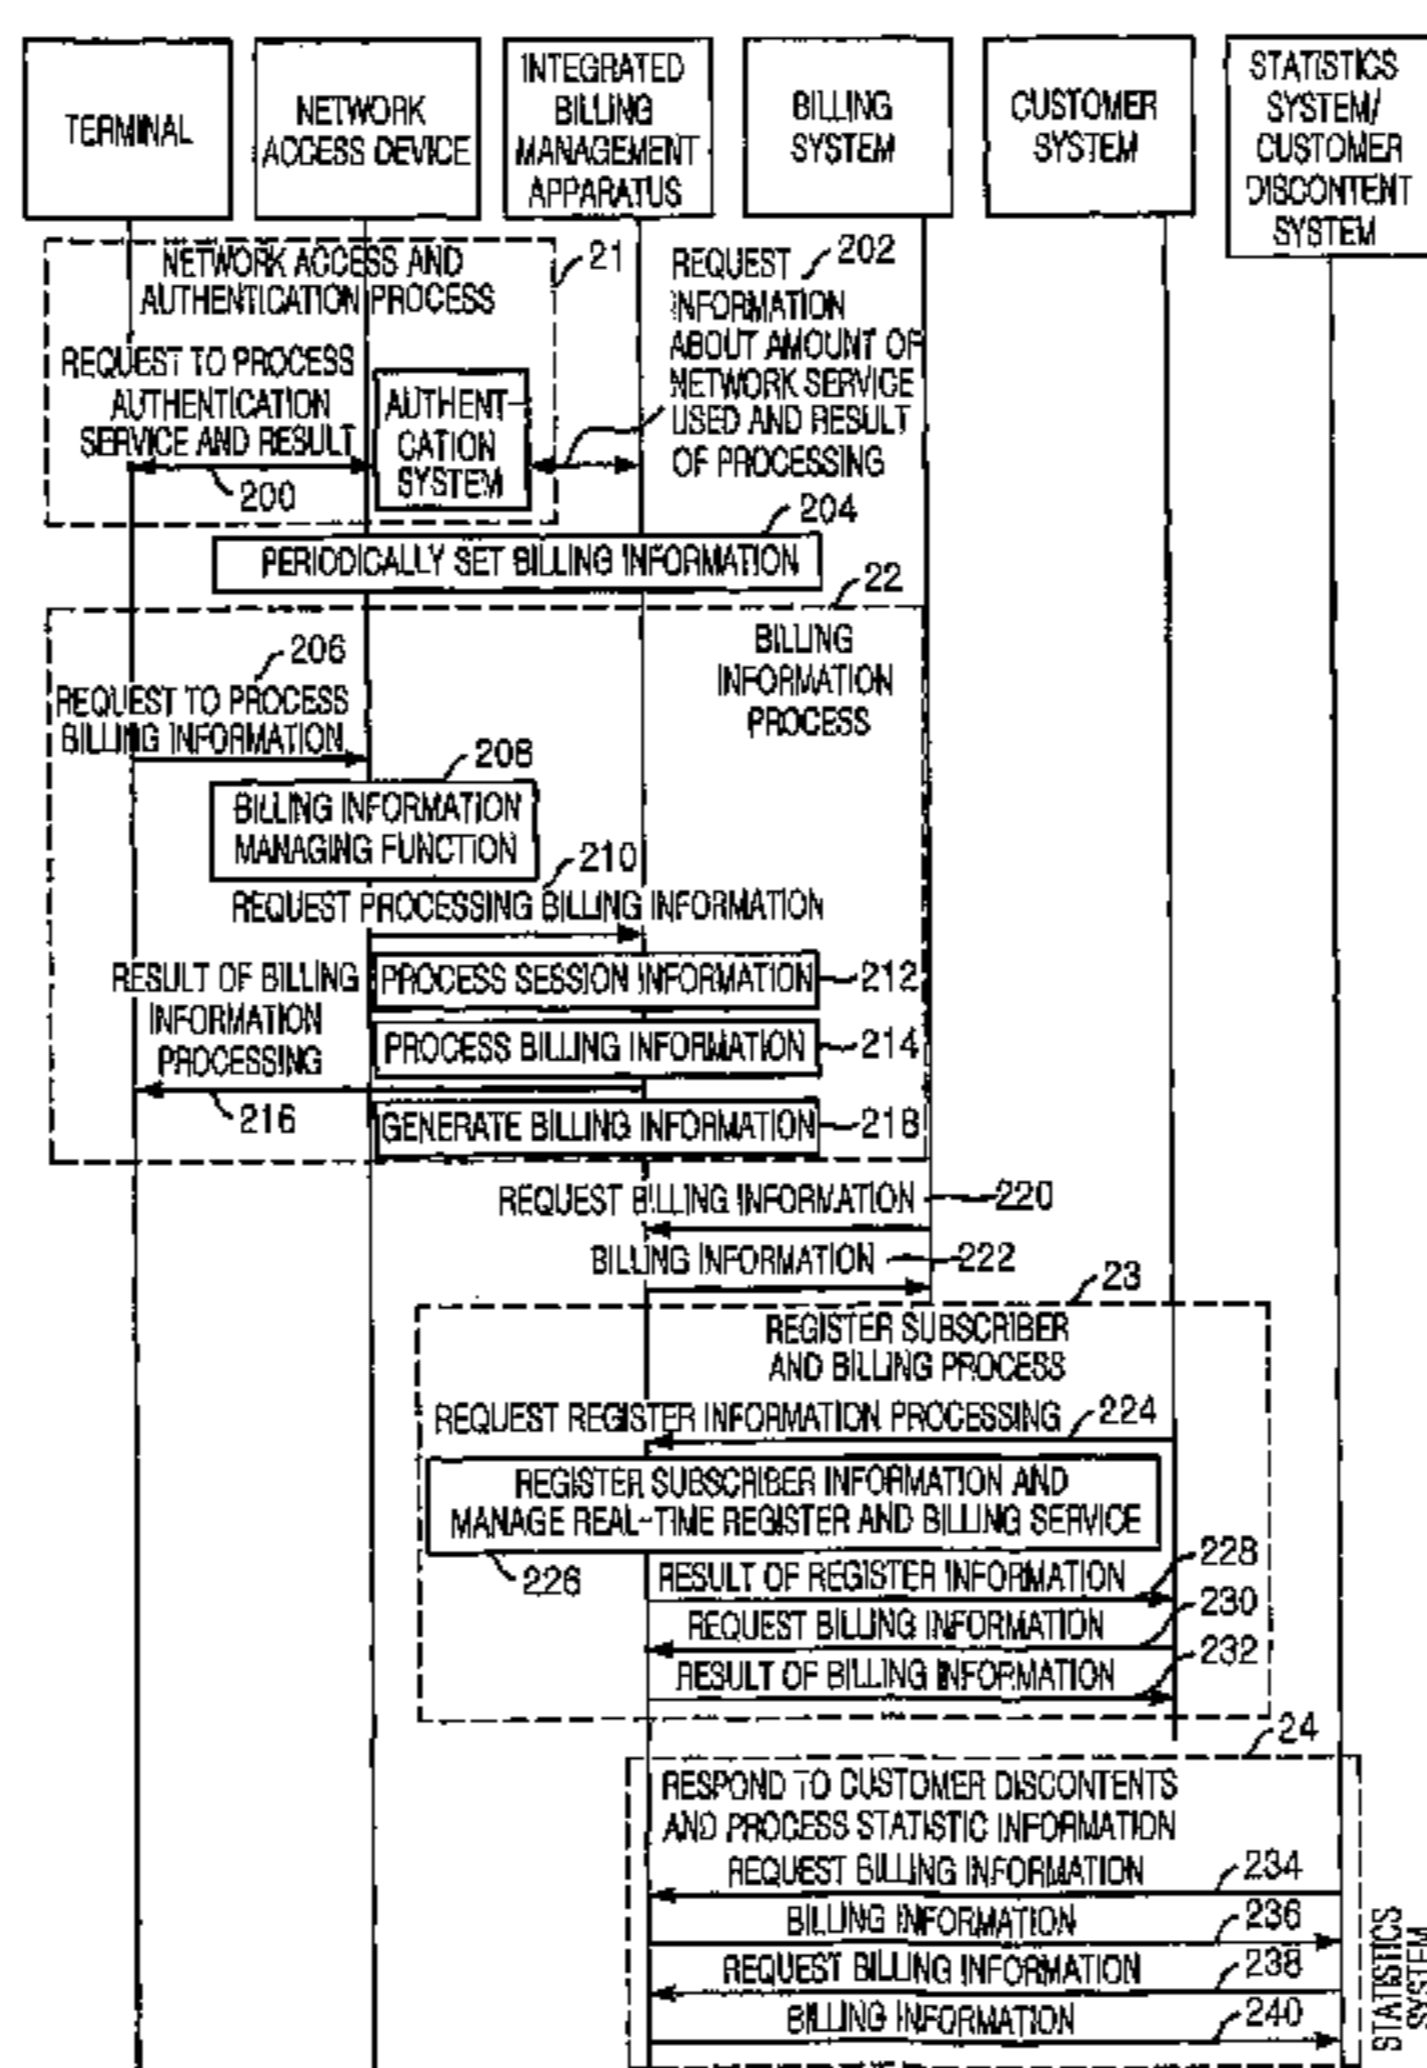 TERMINAL
NETWORK
ACCESS DEVICE
INTEGRATED
BILLING
MANAGEMENT
APPARATUS
BILLING
SYSTEM
CUSTOMER
SYSTEM
STATISTICS
SYSTEM/
CUSTOMER
DISCONTENT
SYSTEM
NETWORK ACCESS AND
AUTHENTICATION PROCESS
21
REQUEST TO PROCESS
AUTHENTICATION
SERVICE AND RESULT
200
AUTHENT-
CATION
SYSTEM
REQUEST
INFORMATION
ABOUT AMOUNT OF
NETWORK SERVICE
USED AND RESULT
OF PROCESSING
202
204
PERIODICALLY SET BILLING INFORMATION
22
BILLING
INFORMATION
PROCESS
206
REQUEST TO PROCESS
BILLING INFORMATION
208
BILLING INFORMATION
MANAGING FUNCTION
210
REQUEST PROCESSING BILLING INFORMATION
PROCESS SESSION INFORMATION
212
RESULT OF BILLING
INFORMATION
PROCESSING
PROCESS BILLING INFORMATION
214
216
GENERATE BILLING INFORMATION
218
REQUEST BILLING INFORMATION
220
BILLING INFORMATION
222
23
REGISTER SUBSCRIBER
AND BILLING PROCESS
REQUEST REGISTER INFORMATION PROCESSING
224
REGISTER SUBSCRIBER INFORMATION AND
MANAGE REAL-TIME REGISTER AND BILLING SERVICE
226
RESULT OF REGISTER INFORMATION
228
REQUEST BILLING INFORMATION
230
RESULT OF BILLING INFORMATION
232
24
RESPOND TO CUSTOMER DISCONTENTS
AND PROCESS STATISTIC INFORMATION
REQUEST BILLING INFORMATION
234
BILLING INFORMATION
236
REQUEST BILLING INFORMATION
238
BILLING INFORMATION
240
STATISTICS
SYSTEM